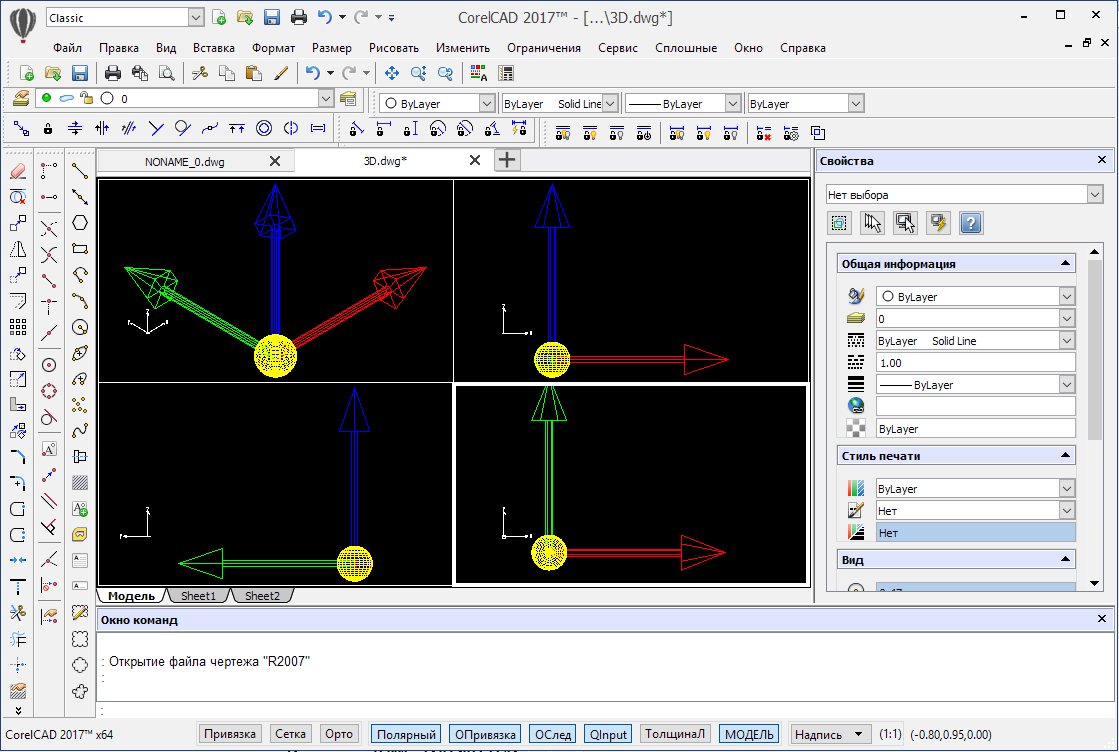 Classic
CorelCAD 2017™ - [...\3D.dwg*]
Файл Правка Вид Вставка Формат Размер Рисовать Изменить Ограничения Сервис Сплошные Окно Справка
0 ByLayer ByLayer Solid Line ByLayer ByLayer
NONAME_0.dwg 3D.dwg*
Свойства
Нет выбора
Общая информация
ByLayer
0
ByLayer Solid Line
1.00
ByLayer
ByLayer
Стиль печати
ByLayer
Нет
Нет
Вид
Модель Sheet1 Sheet2
Окно команд
: Открытие файла чертежа "R2007"
:
:
CorelCAD 2017™ x64 Привязка Сетка Орто Полярный ОПривязка ОСлед QInput ТолщинаЛ МОДЕЛЬ Надпись (1:1) (-0.80,0.95,0.00)